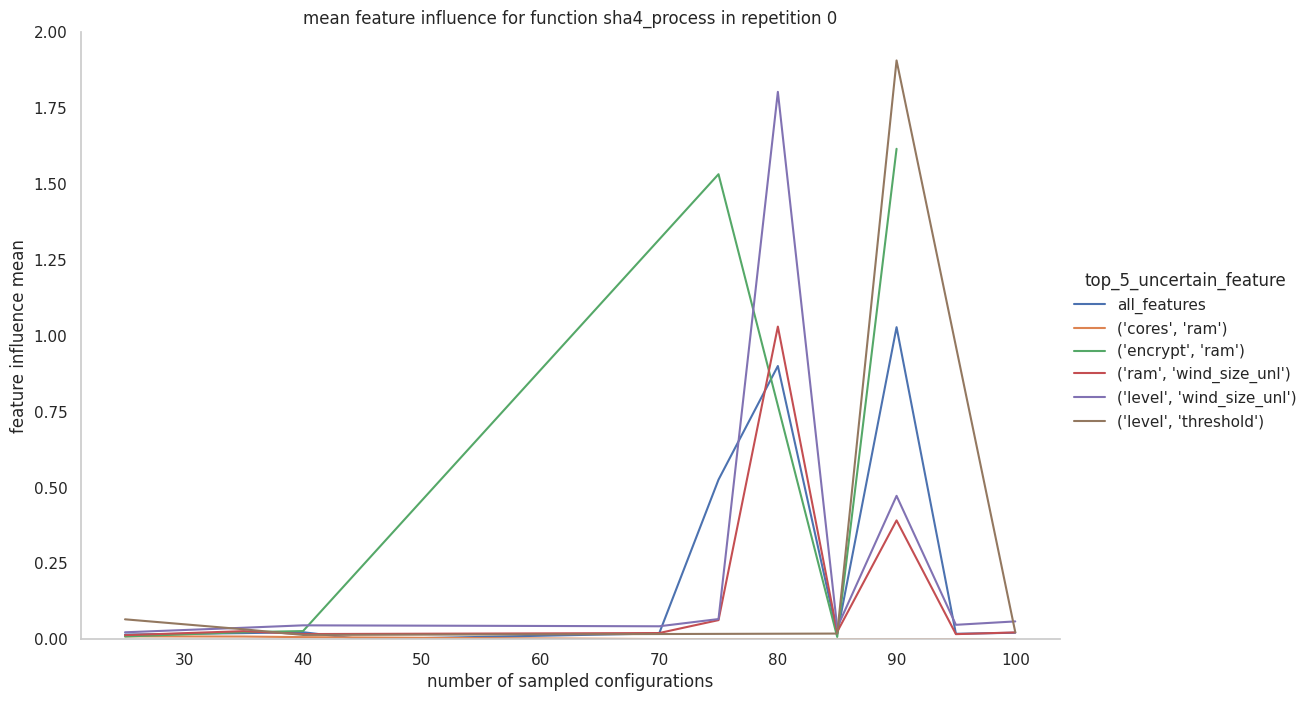 mean feature influence for function sha4_process in repetition 0
2.00
1.75
1.50
1.25
1.00
0.75
0.50
0.25
0.00
feature influence mean
30 40 50 60 70 80 90 100
number of sampled configurations
top_5_uncertain_feature
all_features
('cores', 'ram')
('encrypt', 'ram')
('ram', 'wind_size_unl')
('level', 'wind_size_unl')
('level', 'threshold')